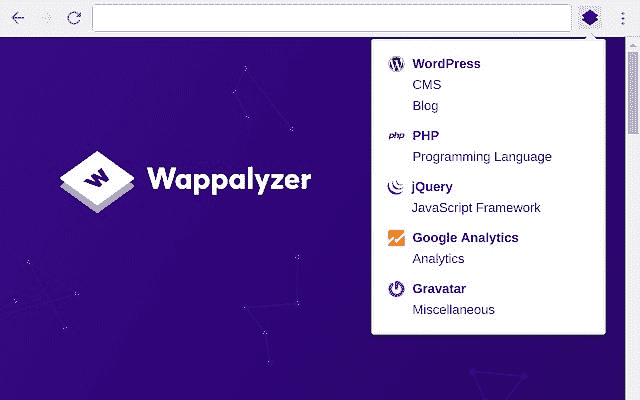 W Wappalyzer
WordPress
CMS
Blog
php PHP
Programming Language
jQuery
JavaScript Framework
Google Analytics
Analytics
Gravatar
Miscellaneous